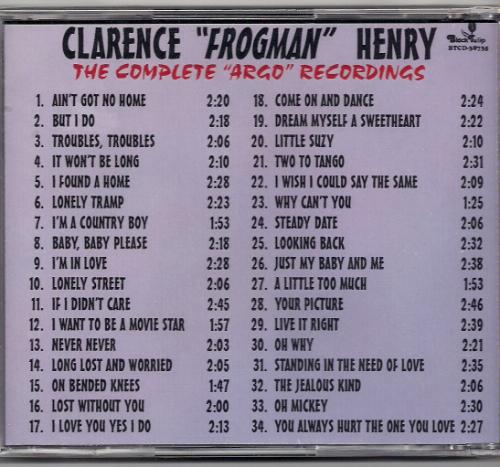 CLARENCE "FROGMAN" HENRY
Black Tulip
THE COMPLETE "ARGO" RECORDINGS
1. AIN'T GOT NO HOME 2:20
2. BUT I DO 2:18
3. TROUBLES, TROUBLES 2:06
4. IT WON'T BE LONG 2:10
5. I FOUND A HOME 2:28
6. LONELY TRAMP 2:23
7. I'M A COUNTRY BOY 1:53
8. BABY, BABY PLEASE 2:18
9. I'M IN LOVE 2:28
10. LONELY STREET 2:06
11. IF I DIDN'T CARE 2:45
12. I WANT TO BE A MOVIE STAR 1:57
13. NEVER NEVER 2:03
14. LONG LOST AND WORRIED 2:05
15. ON BENDED KNEES 1:47
16. LOST WITHOUT YOU 2:00
17. I LOVE YOU YES I DO 2:13
18. COME ON AND DANCE 2:24
19. DREAM MYSELF A SWEETHEART 2:22
20. LITTLE SUZY 2:10
21. TWO TO TANGO 2:31
22. I WISH I COULD SAY THE SAME 2:09
23. WHY CAN'T YOU 1:25
24. STEADY DATE 2:06
25. LOOKING BACK 2:32
26. JUST MY BABY AND ME 2:38
27. A LITTLE TOO MUCH 1:53
28. YOUR PICTURE 2:46
29. LIVE IT RIGHT 2:39
30. OH WHY 2:21
31. STANDING IN THE NEED OF LOVE 2:35
32. THE JEALOUS KIND 2:06
33. OH MICKEY 2:30
34. YOU ALWAYS HURT THE ONE YOU LOVE 2:27